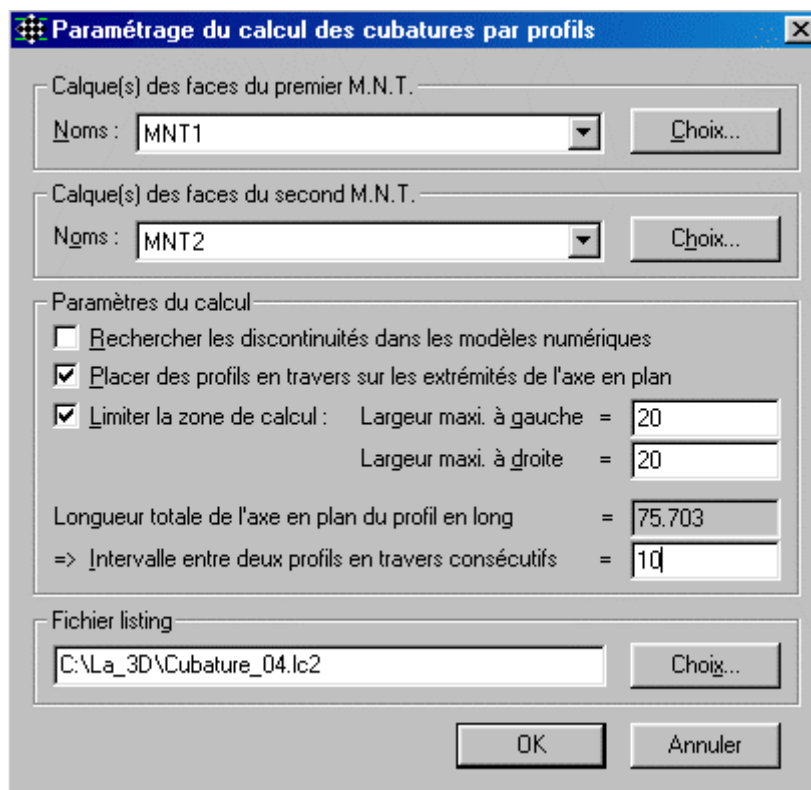 Paramétrage du calcul des cubatures par profils
Calque(s) des faces du premier M.N.T.
Noms : MNT1 Choix...
Calque(s) des faces du second M.N.T.
Noms : MNT2 Choix...
Paramètres du calcul
Rechercher les discontinuités dans les modèles numériques
Placer des profils en travers sur les extrémités de l'axe en plan
Limiter la zone de calcul : Largeur maxi. à gauche = 20
Largeur maxi. à droite = 20
Longueur totale de l'axe en plan du profil en long = 75.703
=> Intervalle entre deux profils en travers consécutifs = 10
Fichier listing
C:\La_3D\Cubature_04.lc2 Choix...
OK Annuler